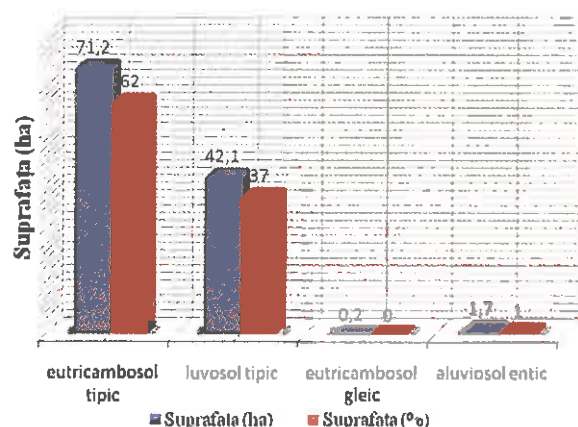 71,2
62
42,1
37
0,2 0
1,7 1
Suprafata (ha)
eutricambosol tipic
luvosol tipic
eutricambosol gleic
aluviosol entic
Suprafata (ha) Suprafata (%)